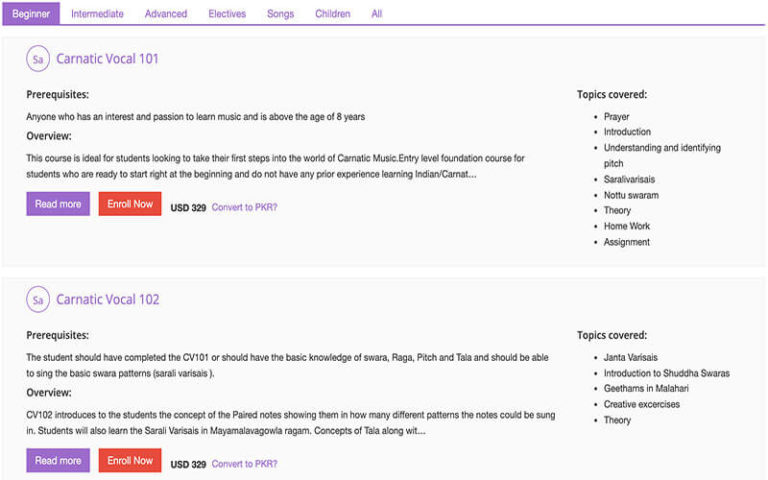 Beginner Intermediate Advanced Electives Songs Children All
Sa Carnatic Vocal 101
Prerequisites:
Anyone who has an interest and passion to learn music and is above the age of 8 years
Overview:
This course is ideal for students looking to take their first steps into the world of Carnatic Music.Entry level foundation course for
students who are ready to start right at the beginning and do not have any prior experience learning Indian/Carnat...
Read more Enroll Now USD 329 Convert to PKR?
Topics covered:
• Prayer
• Introduction
• Understanding and identifying
pitch
• Saralivarisais
• Nottu swaram
• Theory
• Home Work
• Assignment
Sa Carnatic Vocal 102
Prerequisites:
The student should have completed the CV101 or should have the basic knowledge of swara, Raga, Pitch and Tala and should be able
to sing the basic swara patterns (sarali varisais ).
Overview:
CV102 introduces to the students the concept of the Paired notes showing them in how many different patterns the notes could be sung
in. Students will also learn the Sarali Varisais in Mayamalavagowla ragam. Concepts of Tala along wit...
Read more Enroll Now USD 329 Convert to PKR?
Topics covered:
• Janta Varisais
• Introduction to Shuddha Swaras
• Geethams in Malahari
• Creative excercises
• Theory